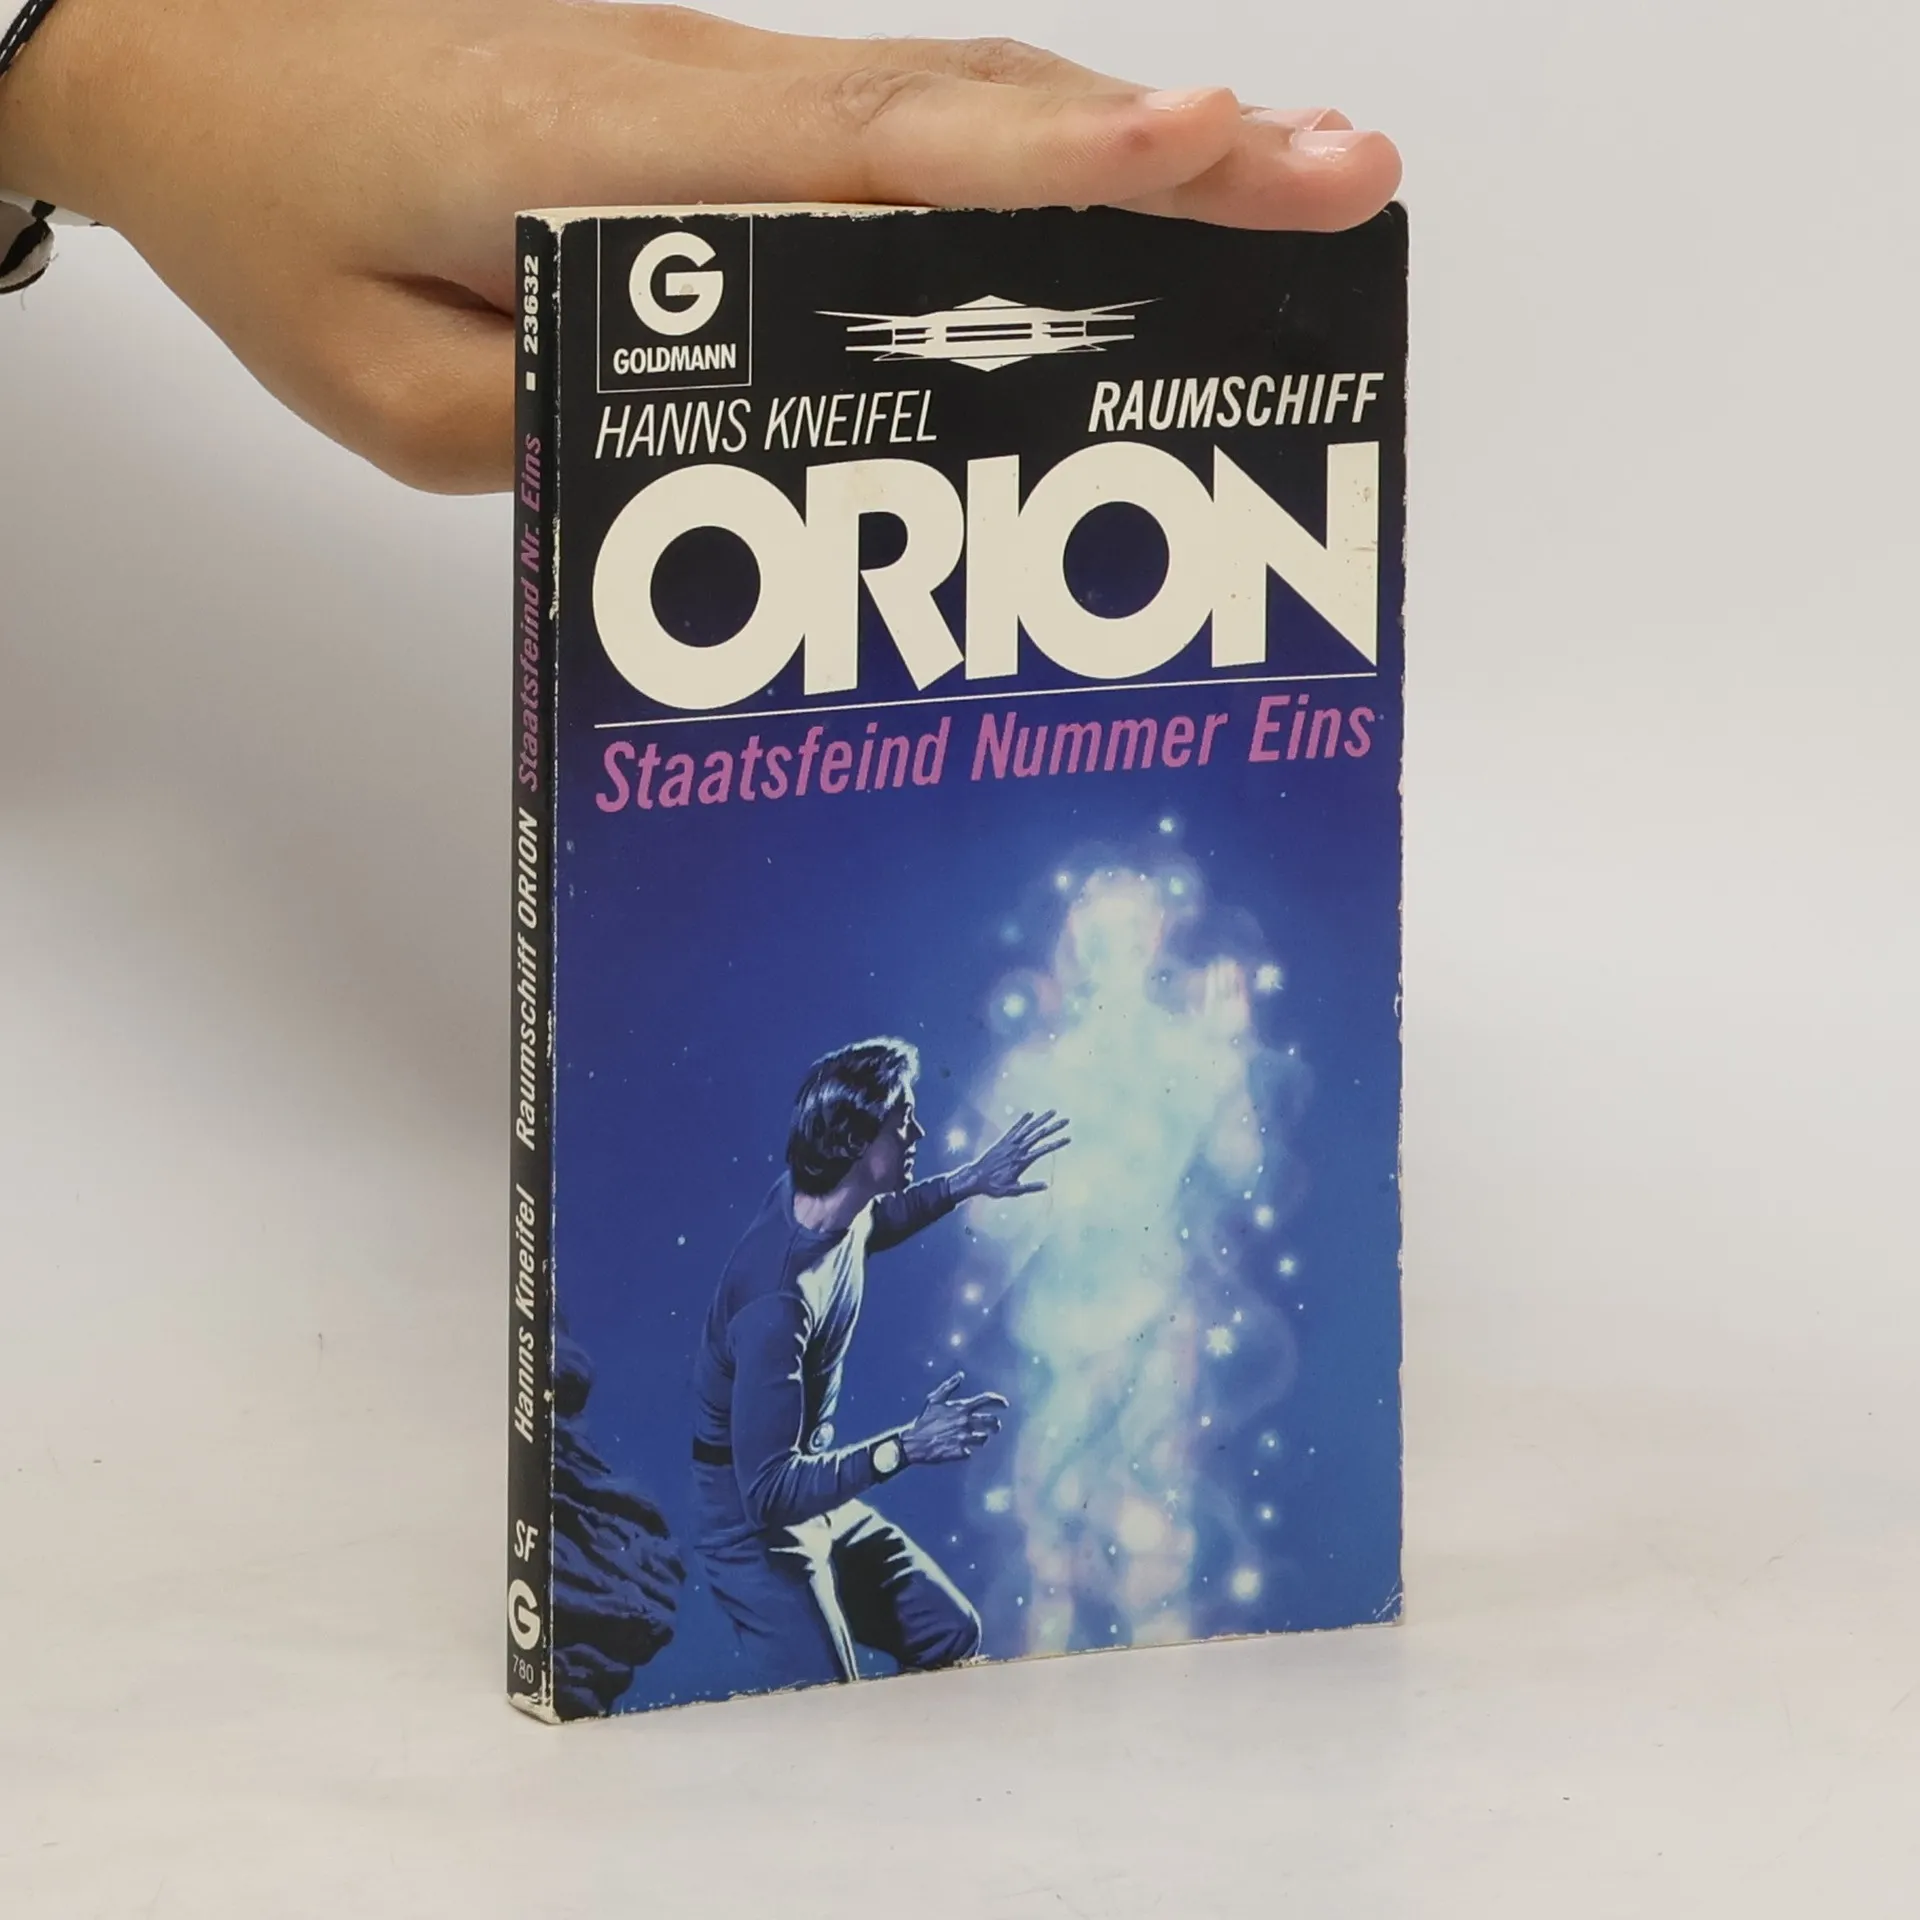 G
GOLDMANN
HANNS KNEIFEL
RAUMSCHIFF
ORION
Staatsfeind Nummer Eins
Hanns Kneifel Raumschiff ORION Staatsfeind Nr. Eins ■ 23632
SF
G
780